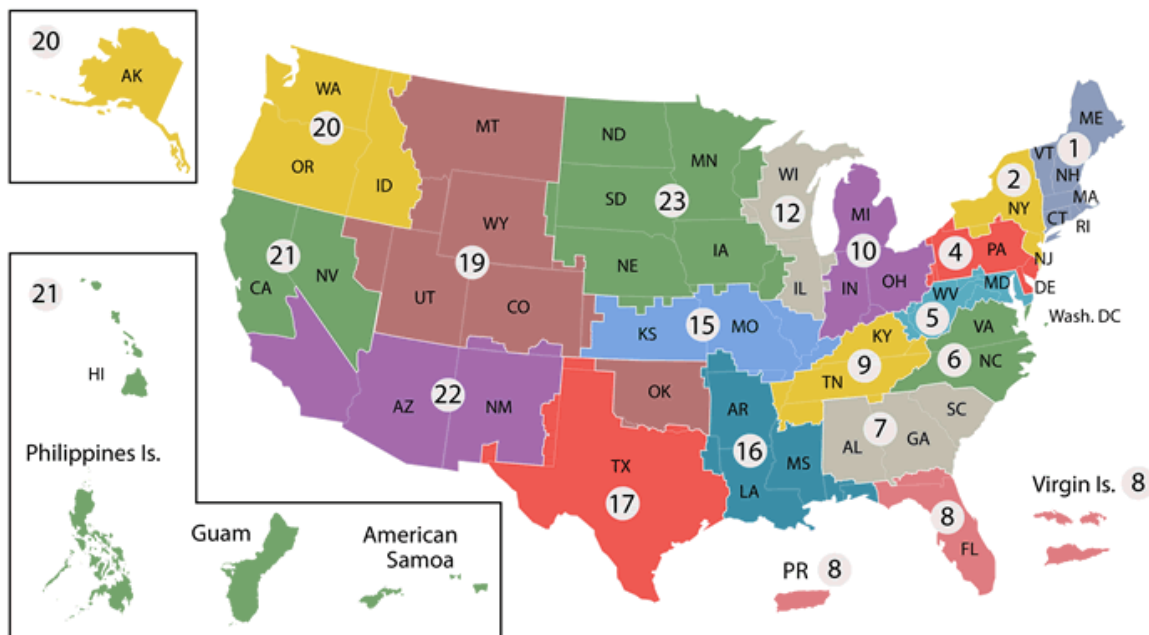 20
AK
WA
20
OR
ID
MT
WY
19
UT
CO
ND
MN
SD
23
NE
IA
WI
12
IL
MI
10
IN
OH
ME
VT
1
NH
MA
CT
RI
2
NY
4
PA
NJ
DE
MD
WV
5
Wash. DC
VA
6
NC
KY
9
TN
21
CA
NV
KS
15
MO
22
AZ
NM
OK
AR
16
MS
LA
TX
17
SC
7
AL
GA
8
FL
Virgin Is. 8
PR 8
21
HI
Philippines Is.
Guam
American
Samoa